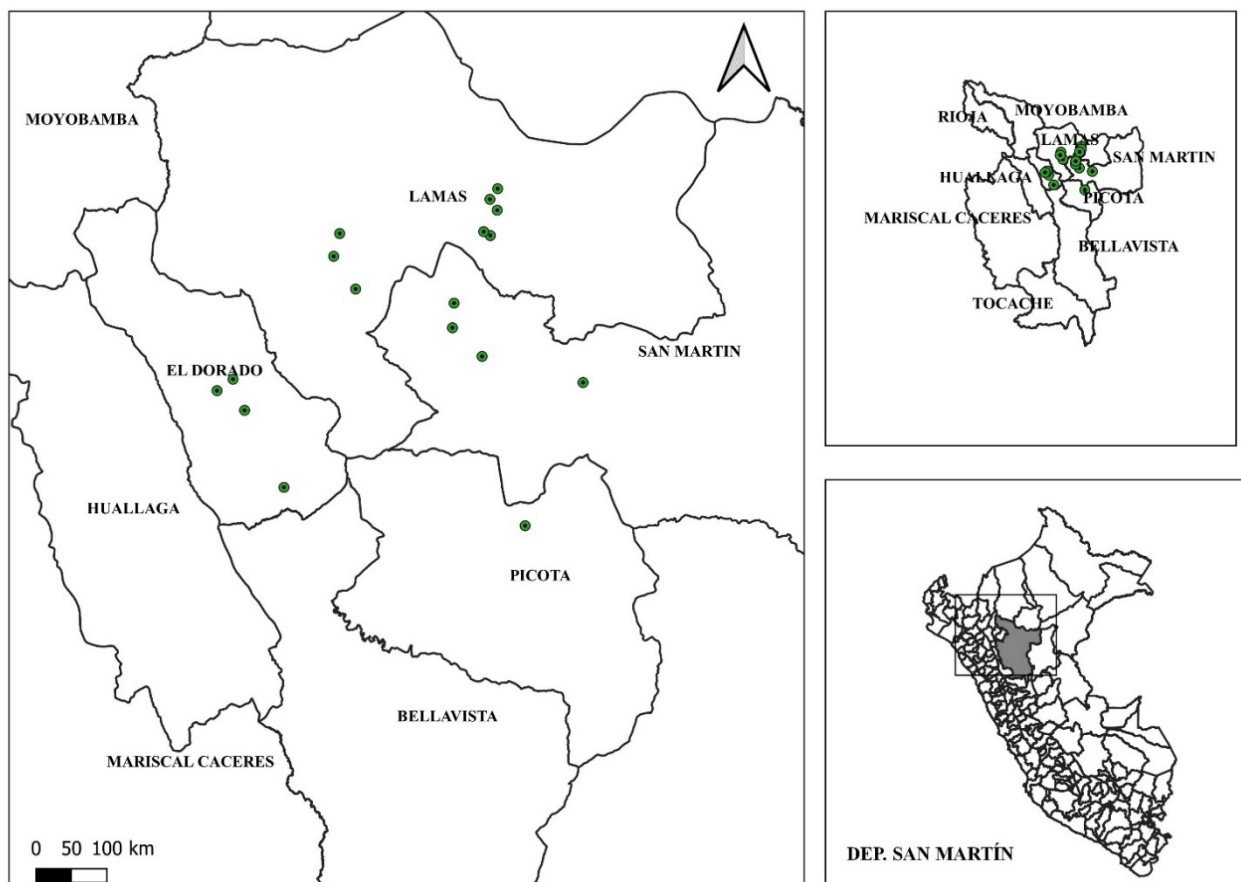 MOYOBAMBA
LAMAS
SAN MARTIN
EL DORADO
HUALLAGA
PICOTA
BELLAVISTA
MARISCAL CACERES
0 50 100 km
RIOJA
MOYOBAMBA
LAMAS
SAN MARTIN
HUALLAGA
PICOTA
MARISCAL CACERES
BELLAVISTA
TOCACHE
DEP. SAN MARTÍN